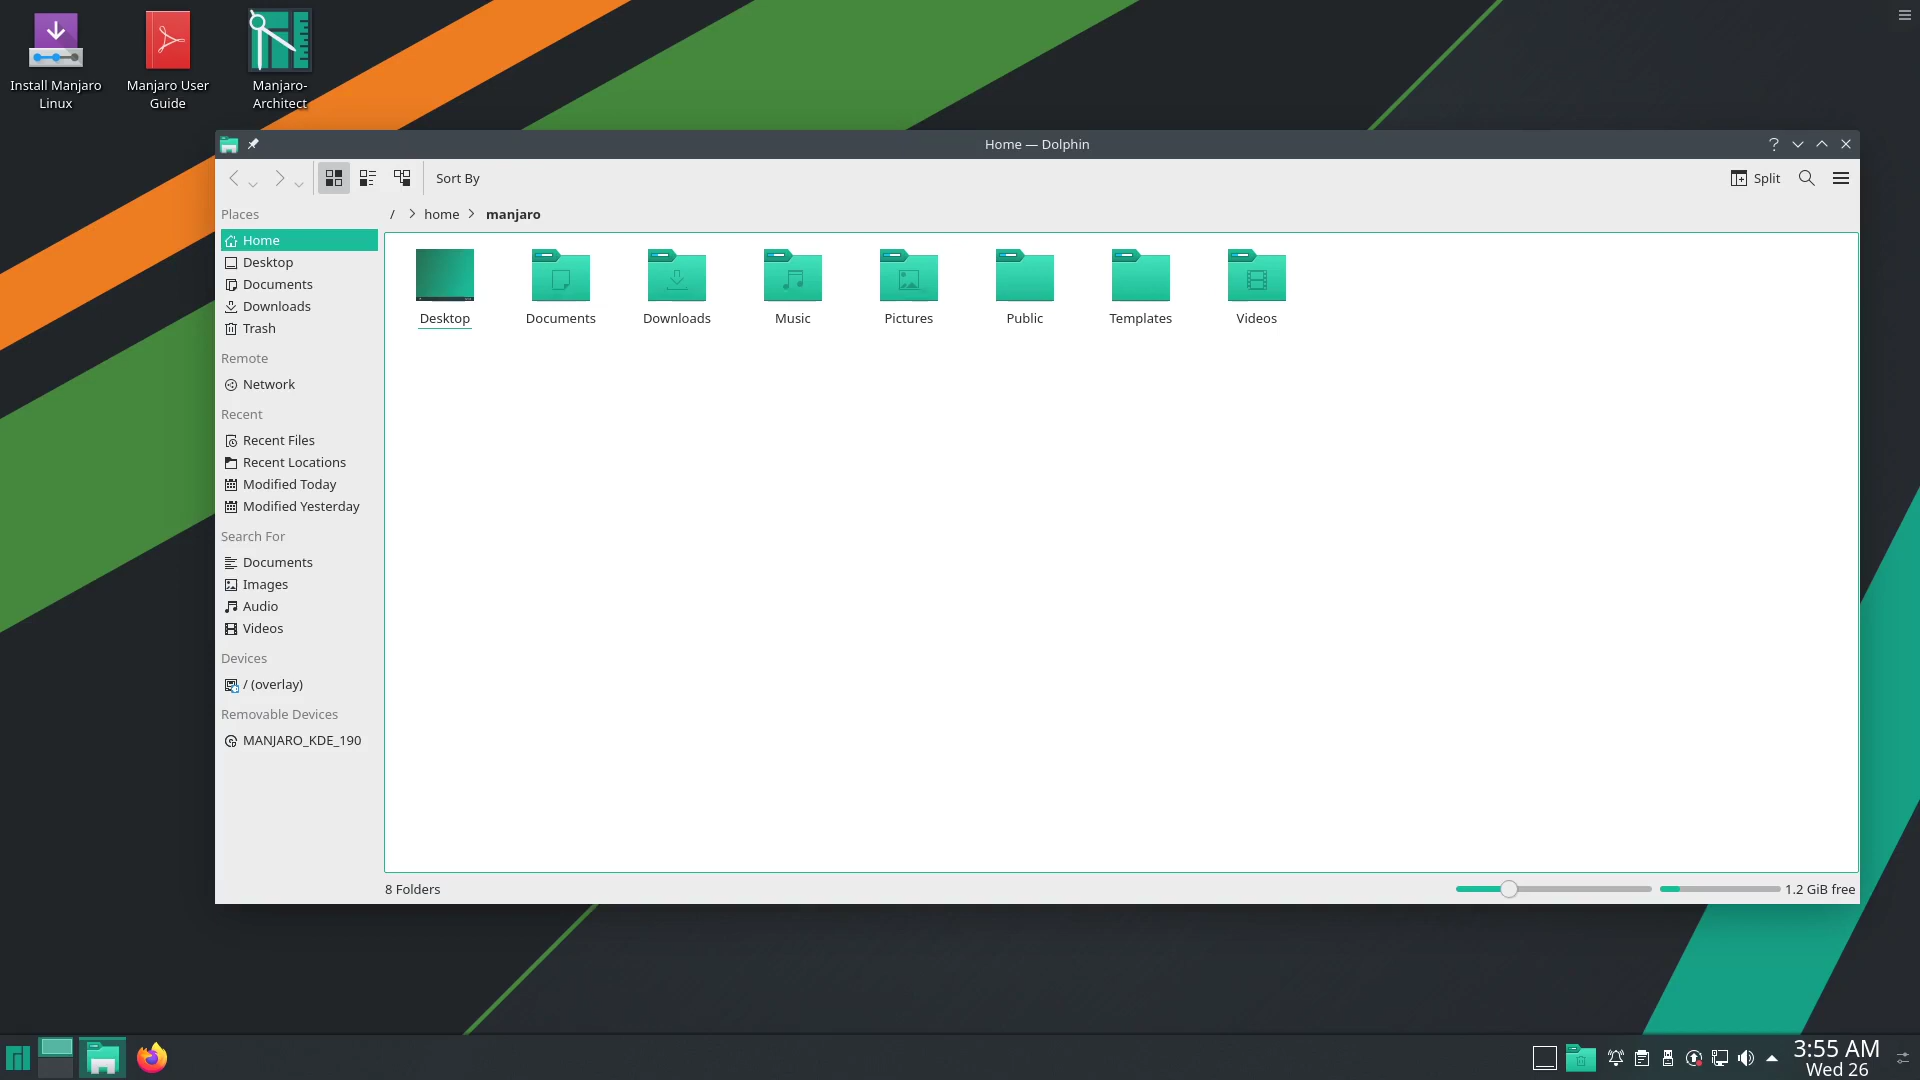 Install Manjaro
Linux
Manjaro User
Guide
Manjaro-
Architect
Home — Dolphin
Sort By
Split
/ > home > manjaro
Places
Home
Desktop
Documents
Downloads
Trash
Remote
Network
Recent
Recent Files
Recent Locations
Modified Today
Modified Yesterday
Search For
Documents
Images
Audio
Videos
Devices
/ (overlay)
Removable Devices
MANJARO_KDE_190
Desktop
Documents
Downloads
Music
Pictures
Public
Templates
Videos
8 Folders
1.2 GiB free
3:55 AM
Wed 26